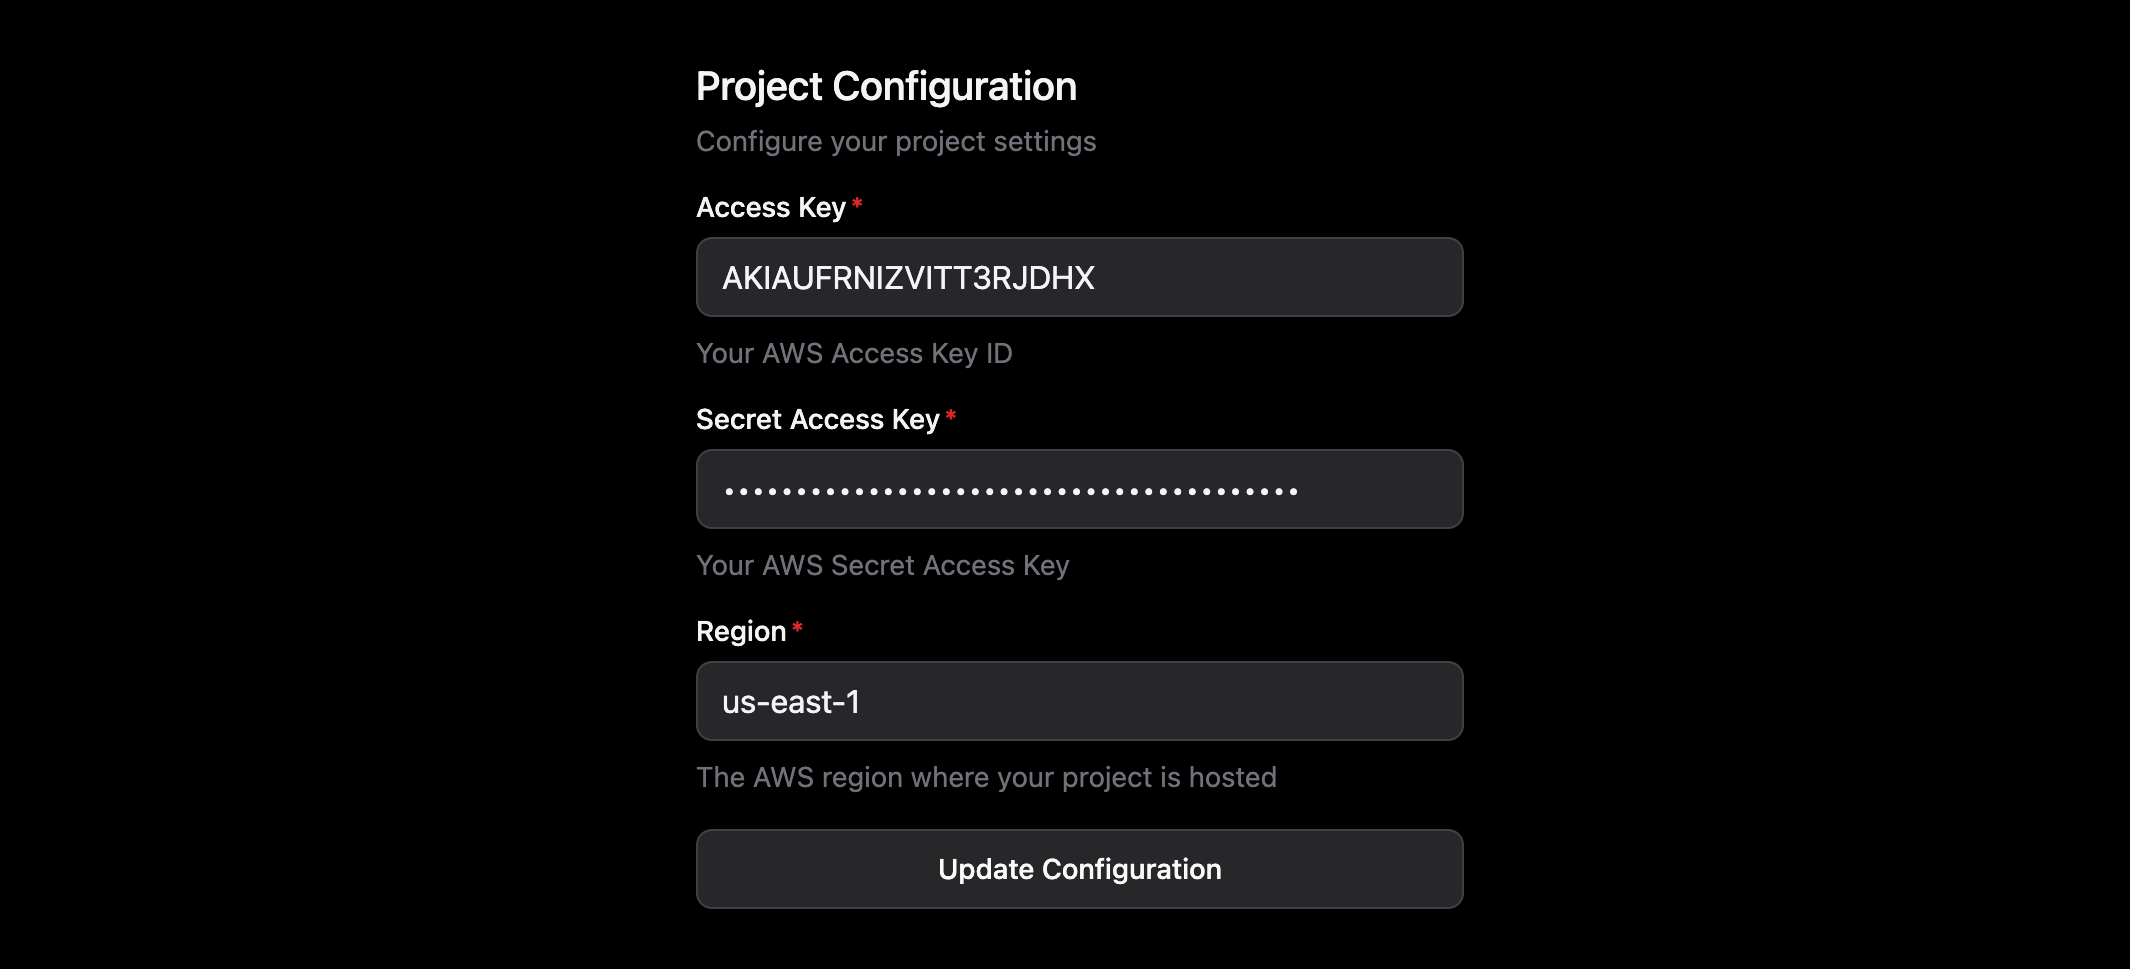 Project Configuration
Configure your project settings
Access Key*
AKIAUFRNIZVITT3RJDHX
Your AWS Access Key ID
Secret Access Key*
••••••••••••••••••••••••••••••••••••••••
Your AWS Secret Access Key
Region*
us-east-1
The AWS region where your project is hosted
Update Configuration